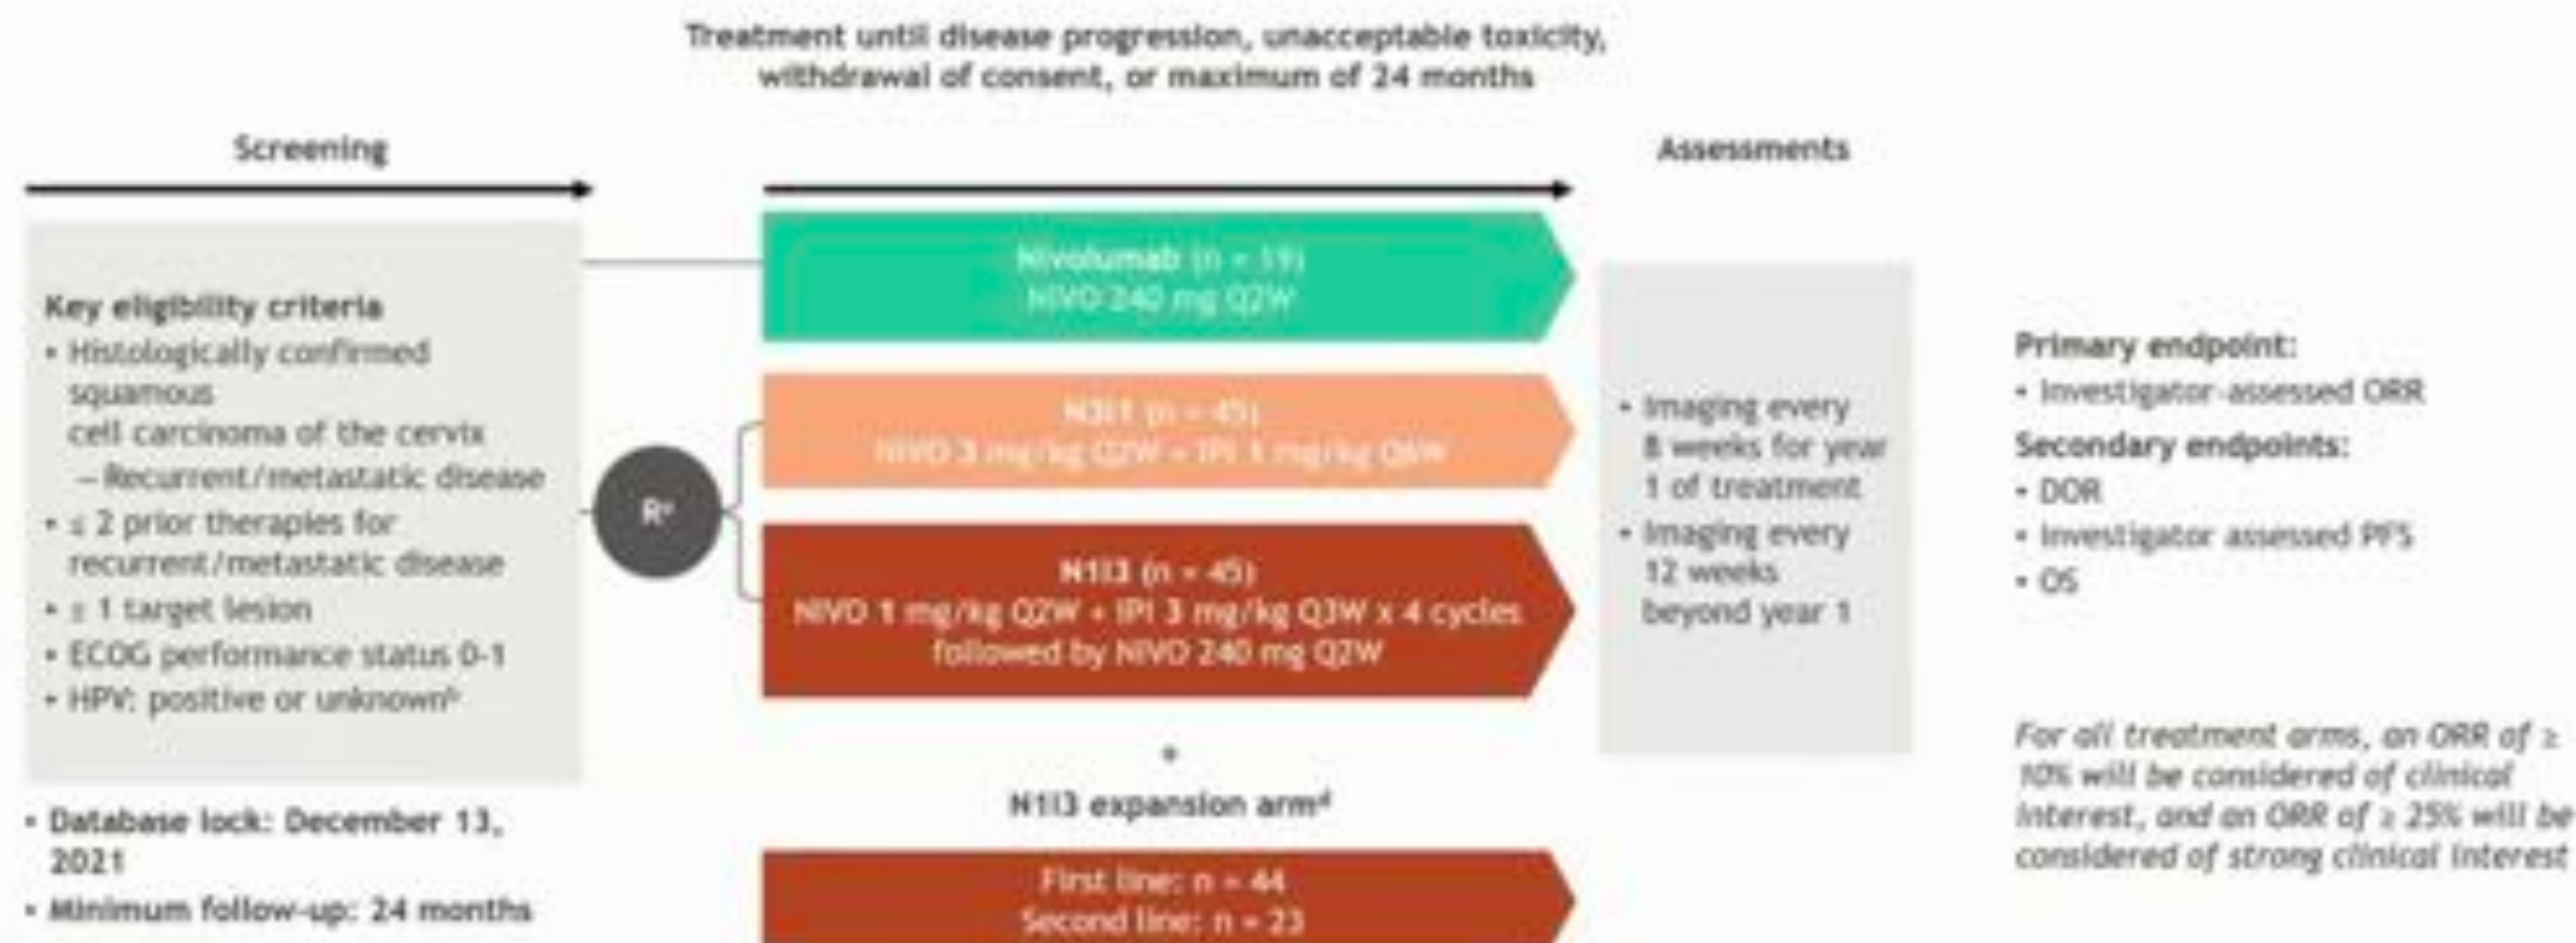 Treatment until disease progression, unacceptable toxicity,
withdrawal of consent, or maximum of 24 months
Screening
Key eligibility criteria
• Histologically confirmed
squamous
cell carcinoma of the cervix
– Recurrent/metastatic disease
• ≤ 2 prior therapies for
recurrent/metastatic disease
• ≥ 1 target lesion
• ECOG performance status 0-1
• HPV: positive or unknownᵇ
• Database lock: December 13,
2021
• Minimum follow-up: 24 months
R
Nivolumab (n = 19)
NIVO 240 mg Q2W
N3I1 (n = 45)
NIVO 3 mg/kg Q2W + IPI 1 mg/kg Q6W
N1I3 (n = 45)
NIVO 1 mg/kg Q2W + IPI 3 mg/kg Q3W x 4 cycles
followed by NIVO 240 mg Q2W
+
N1I3 expansion armᵈ
First line: n = 44
Second line: n = 23
Assessments
• Imaging every
8 weeks for year
1 of treatment
• Imaging every
12 weeks
beyond year 1
Primary endpoint:
• Investigator-assessed ORR
Secondary endpoints:
• DOR
• Investigator assessed PFS
• OS
For all treatment arms, an ORR of ≥
10% will be considered of clinical
interest, and an ORR of ≥ 25% will be
considered of strong clinical interest